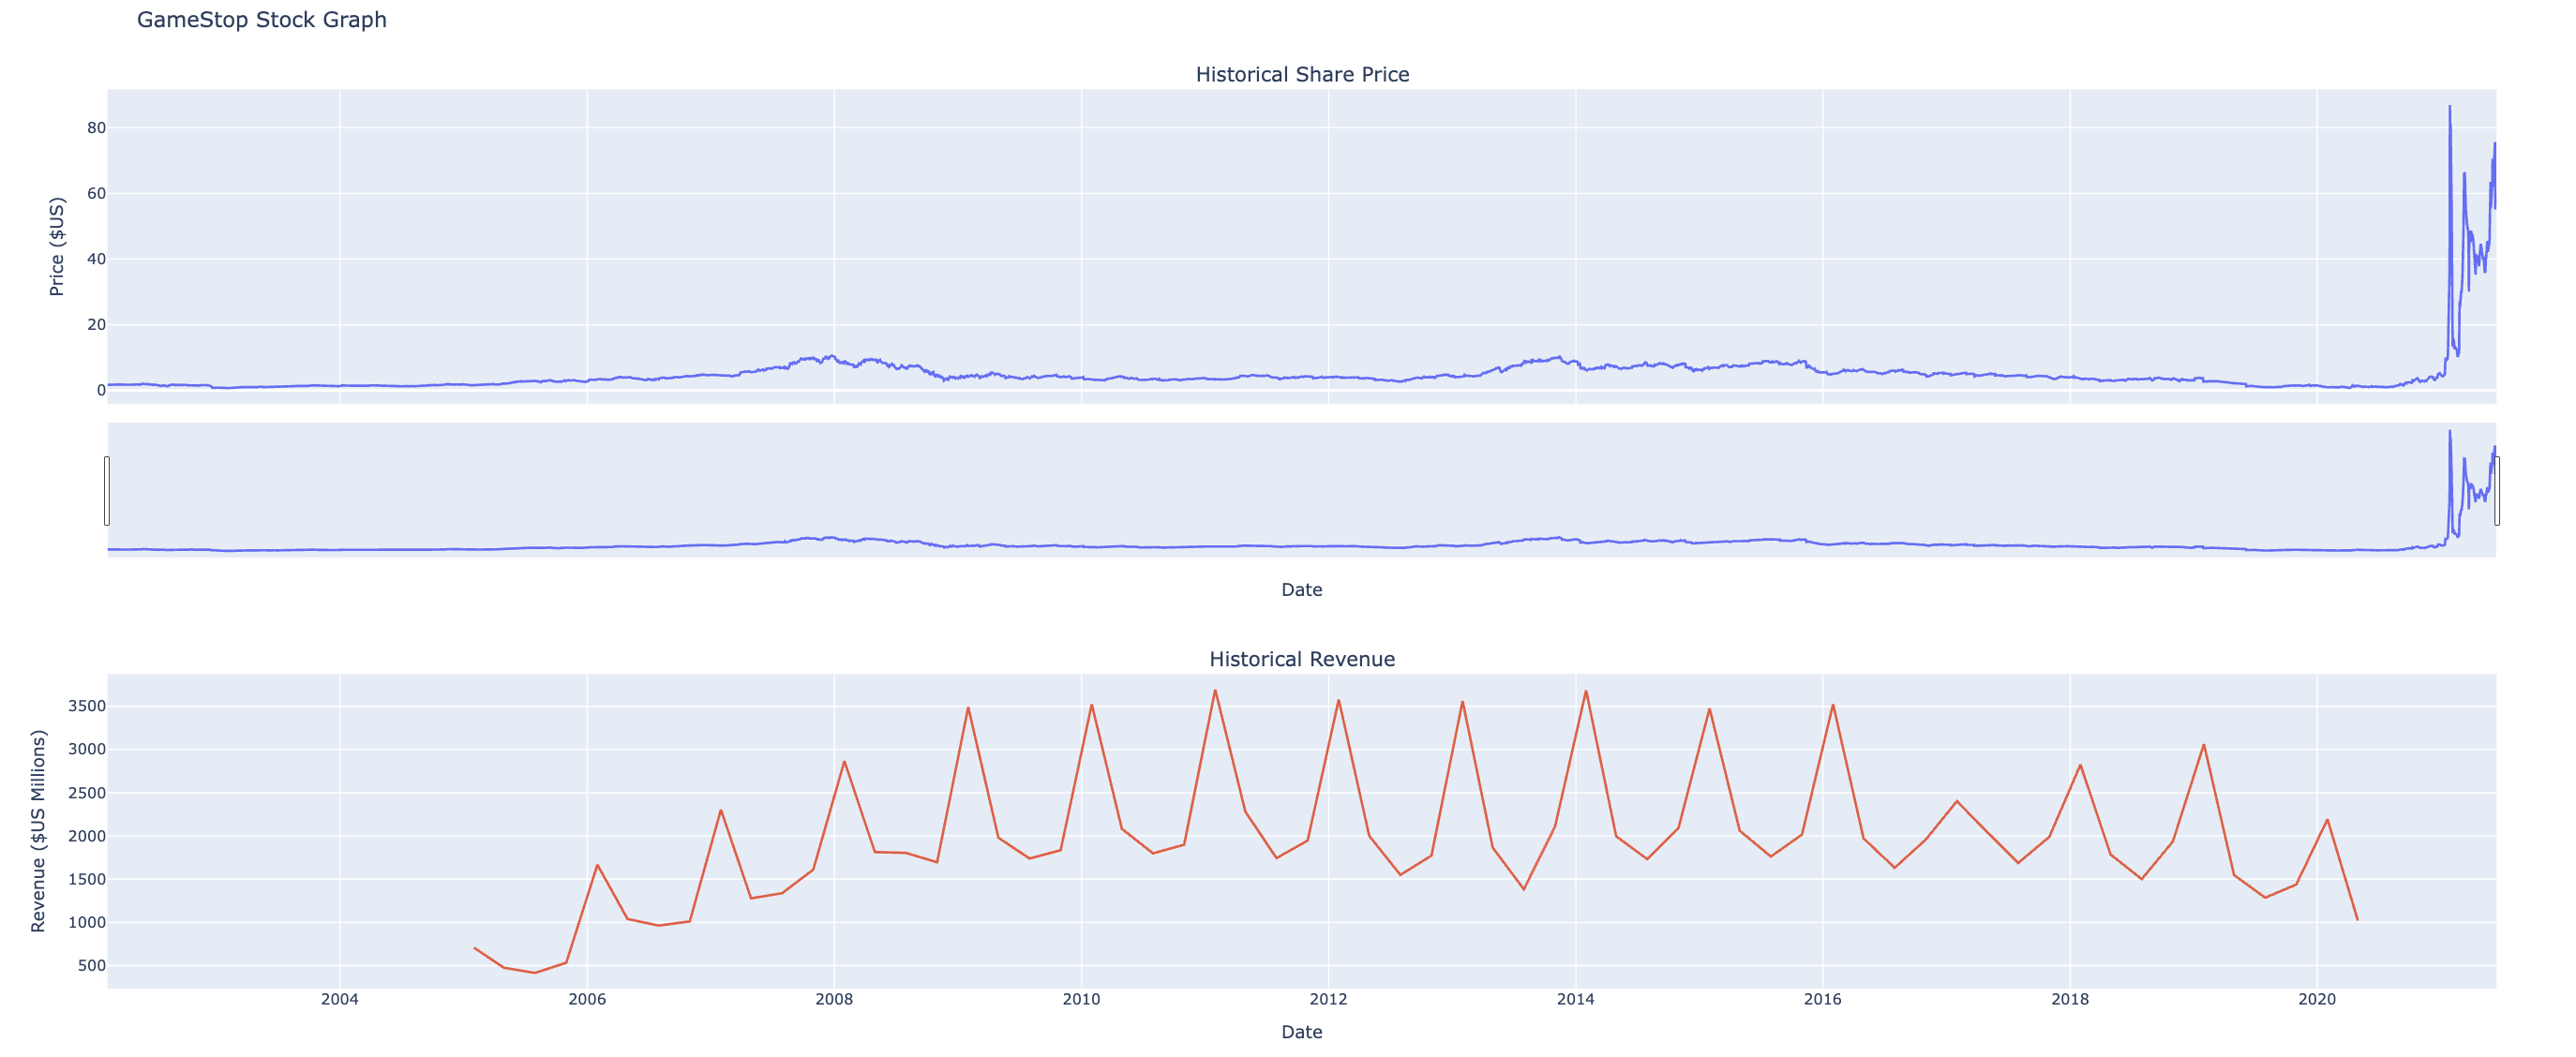 GameStop Stock Graph
Historical Share Price
Price ($US)
80
60
40
20
0
Date
Historical Revenue
Revenue ($US Millions)
3500
3000
2500
2000
1500
1000
500
2004 2006 2008 2010 2012 2014 2016 2018 2020
Date